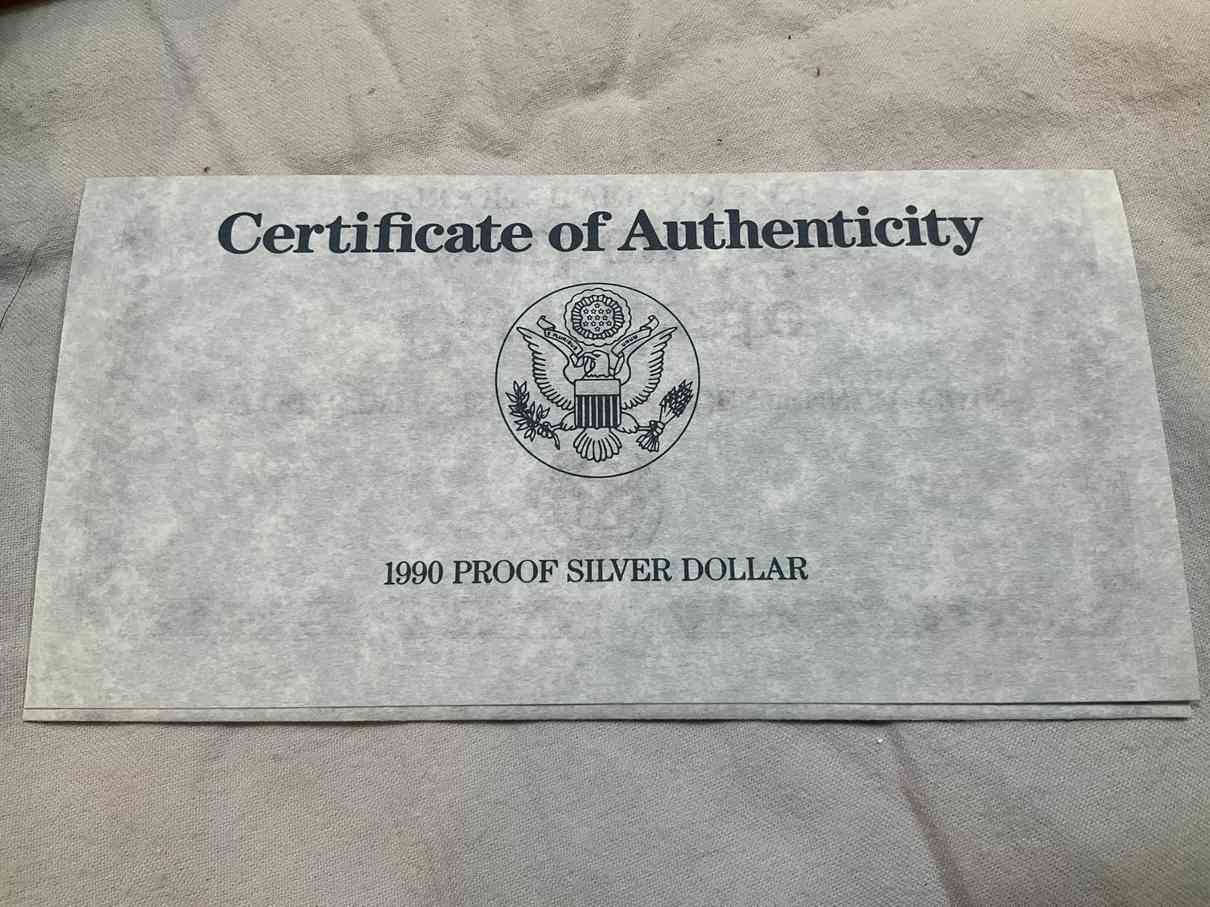 Certificate of Authenticity
1990 PROOF SILVER DOLLAR